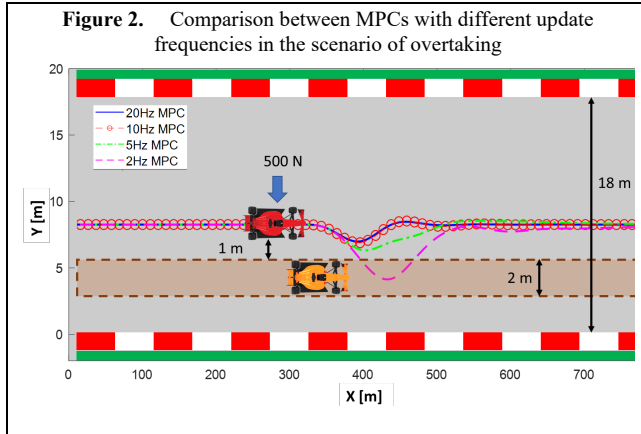 Figure 2. Comparison between MPCs with different update
frequencies in the scenario of overtaking
20
15
10
5
0
Y [m]
20Hz MPC
10Hz MPC
5Hz MPC
2Hz MPC
500 N
1 m
18 m
2 m
0 100 200 300 400 500 600 700
X [m]